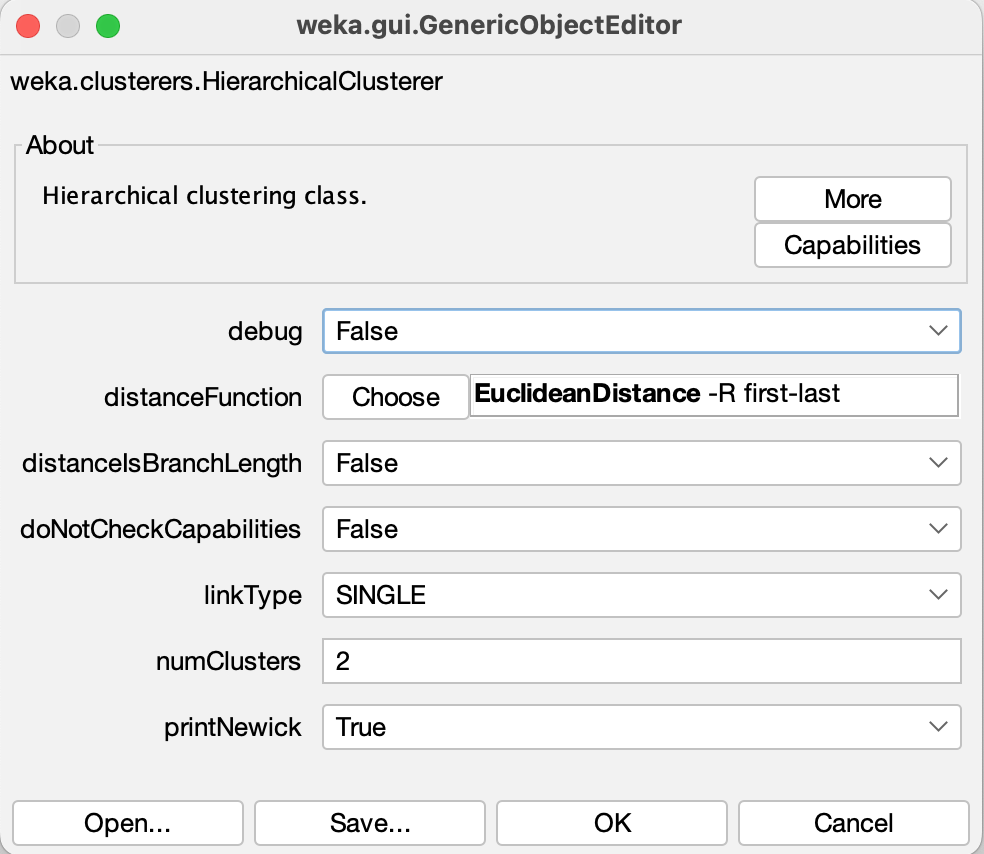 weka.gui.GenericObjectEditor
weka.clusterers.HierarchicalClusterer
About
Hierarchical clustering class.
More
Capabilities
debug False
distanceFunction Choose EuclideanDistance -R first-last
distanceIsBranchLength False
doNotCheckCapabilities False
linkType SINGLE
numClusters 2
printNewick True
Open... Save... OK Cancel